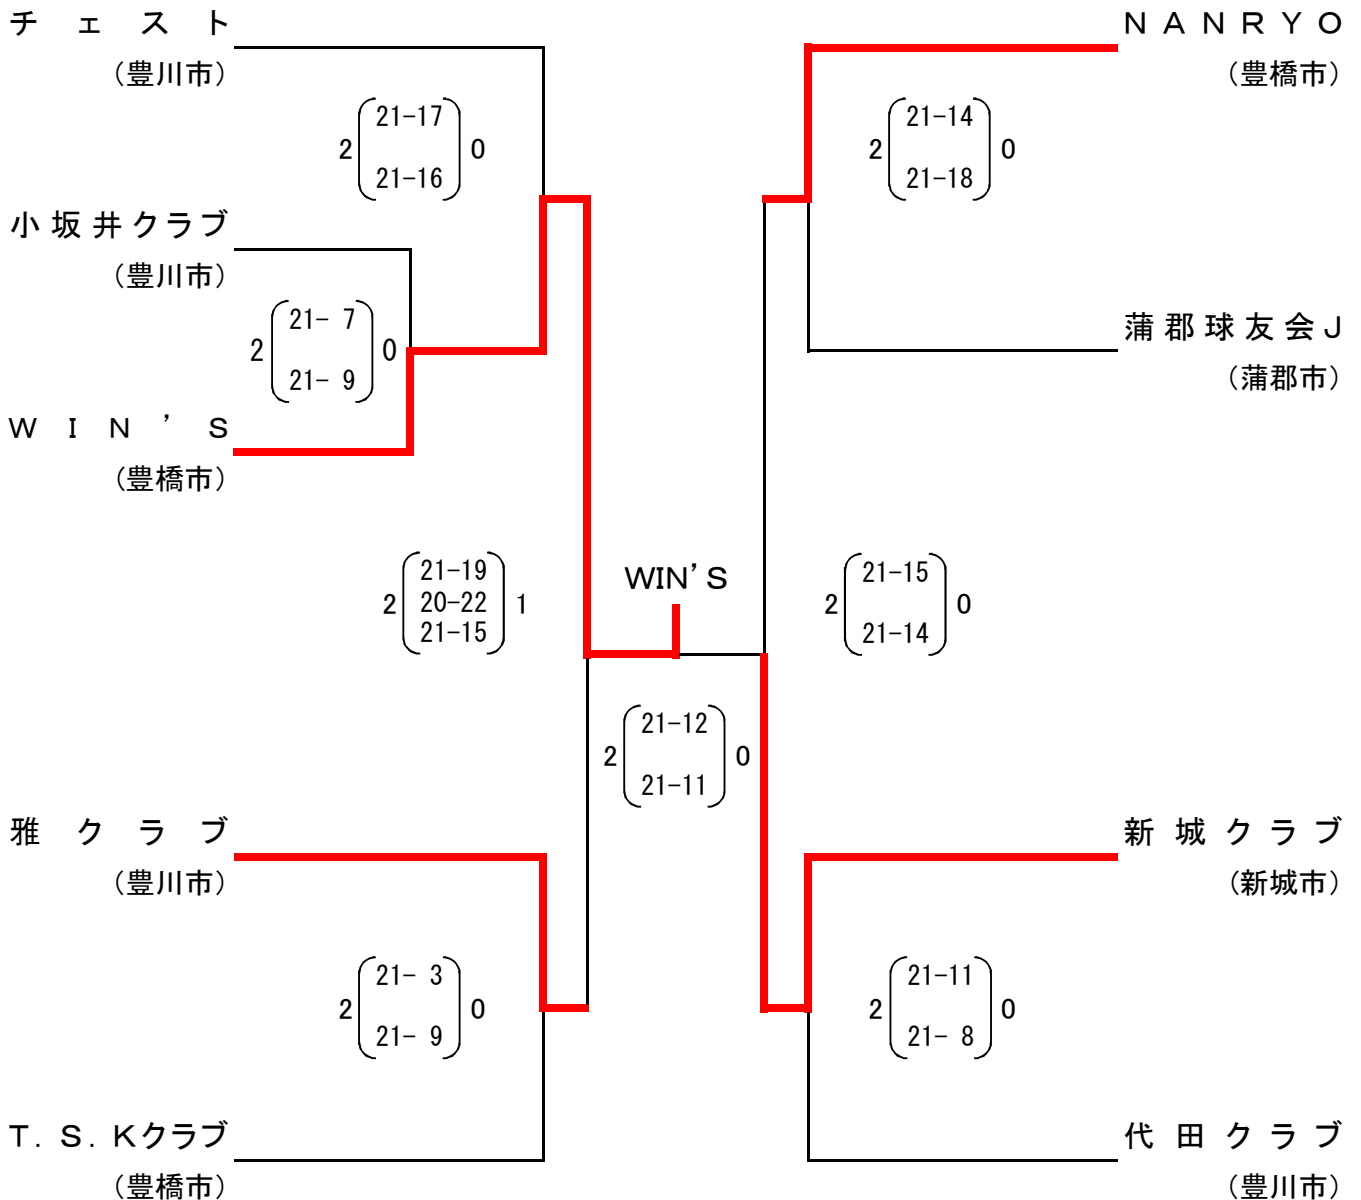 チェスト
（豊川市）
2 21-17 0
21-16
小坂井クラブ
（豊川市）
2 21- 7 0
21- 9
WIN’S
（豊橋市）
2 21-19 1
20-22
21-15
雅クラブ
（豊川市）
2 21- 3 0
21- 9
T. S. Kクラブ
（豊橋市）
WIN’S
2 21-12 0
21-11
NANRYO
（豊橋市）
2 21-14 0
21-18
蒲郡球友会J
（蒲郡市）
2 21-15 0
21-14
新城クラブ
（新城市）
2 21-11 0
21- 8
代田クラブ
（豊川市）